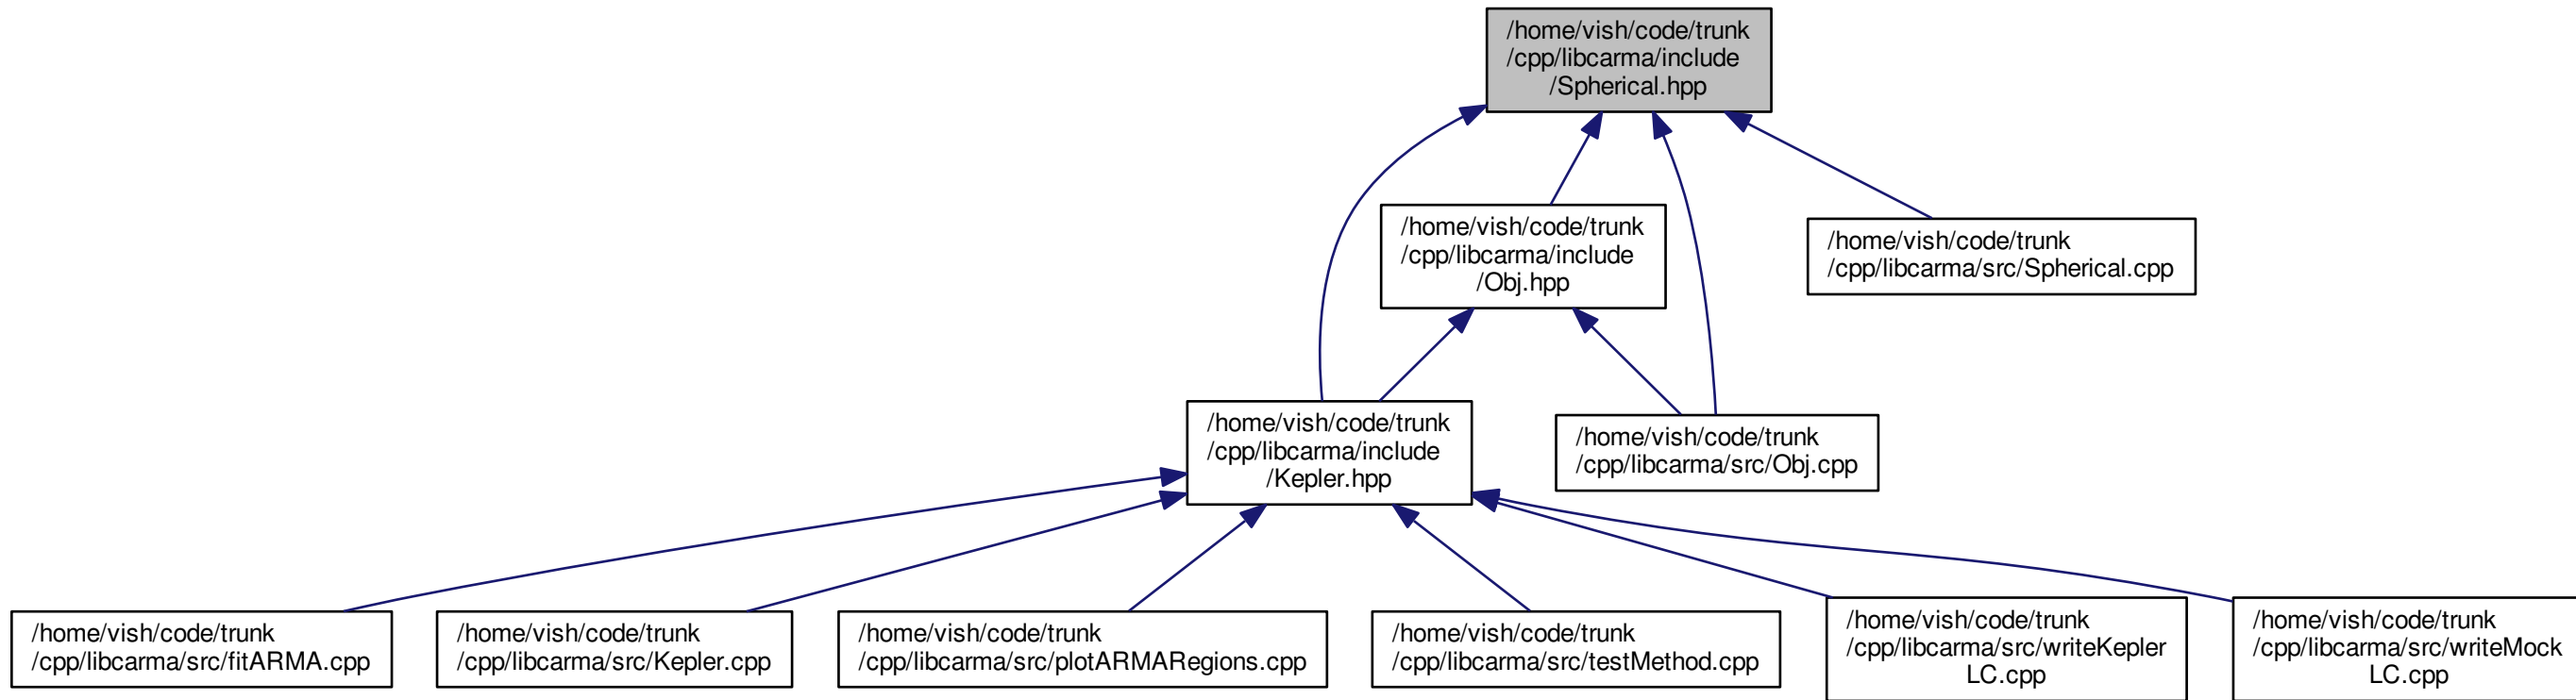 /home/vish/code/trunk
/cpp/libcarma/include
/Spherical.hpp
/home/vish/code/trunk
/cpp/libcarma/include
/Obj.hpp
/home/vish/code/trunk
/cpp/libcarma/src/Spherical.cpp
/home/vish/code/trunk
/cpp/libcarma/include
/Kepler.hpp
/home/vish/code/trunk
/cpp/libcarma/src/Obj.cpp
/home/vish/code/trunk
/cpp/libcarma/src/fitARMA.cpp
/home/vish/code/trunk
/cpp/libcarma/src/Kepler.cpp
/home/vish/code/trunk
/cpp/libcarma/src/plotARMARegions.cpp
/home/vish/code/trunk
/cpp/libcarma/src/testMethod.cpp
/home/vish/code/trunk
/cpp/libcarma/src/writeKepler
LC.cpp
/home/vish/code/trunk
/cpp/libcarma/src/writeMock
LC.cpp